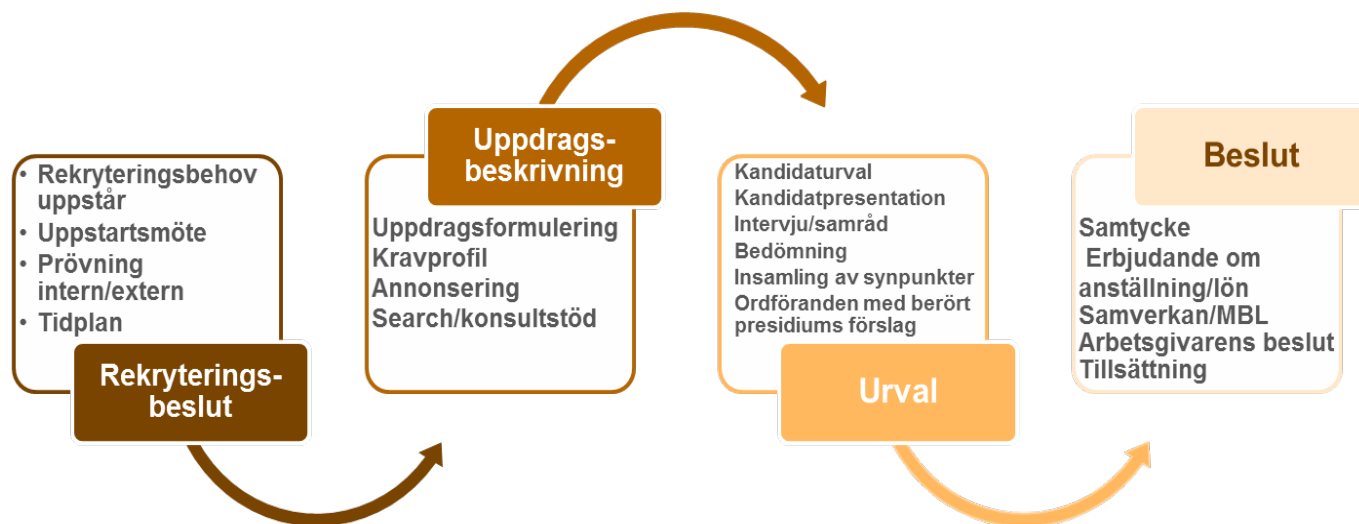 • Rekryteringsbehov
uppstår
• Uppstartsmöte
• Prövning
intern/extern
• Tidplan
Rekryterings-
beslut
Uppdrags-
beskrivning
Uppdragsformulering
Kravprofil
Annonsering
Search/konsultstöd
Kandidaturval
Kandidatpresentation
Intervju/samråd
Bedömning
Insamling av synpunkter
Ordföranden med berört
presidiums förslag
Urval
Beslut
Samtycke
Erbjudande om
anställning/lön
Samverkan/MBL
Arbetsgivarens beslut
Tillsättning